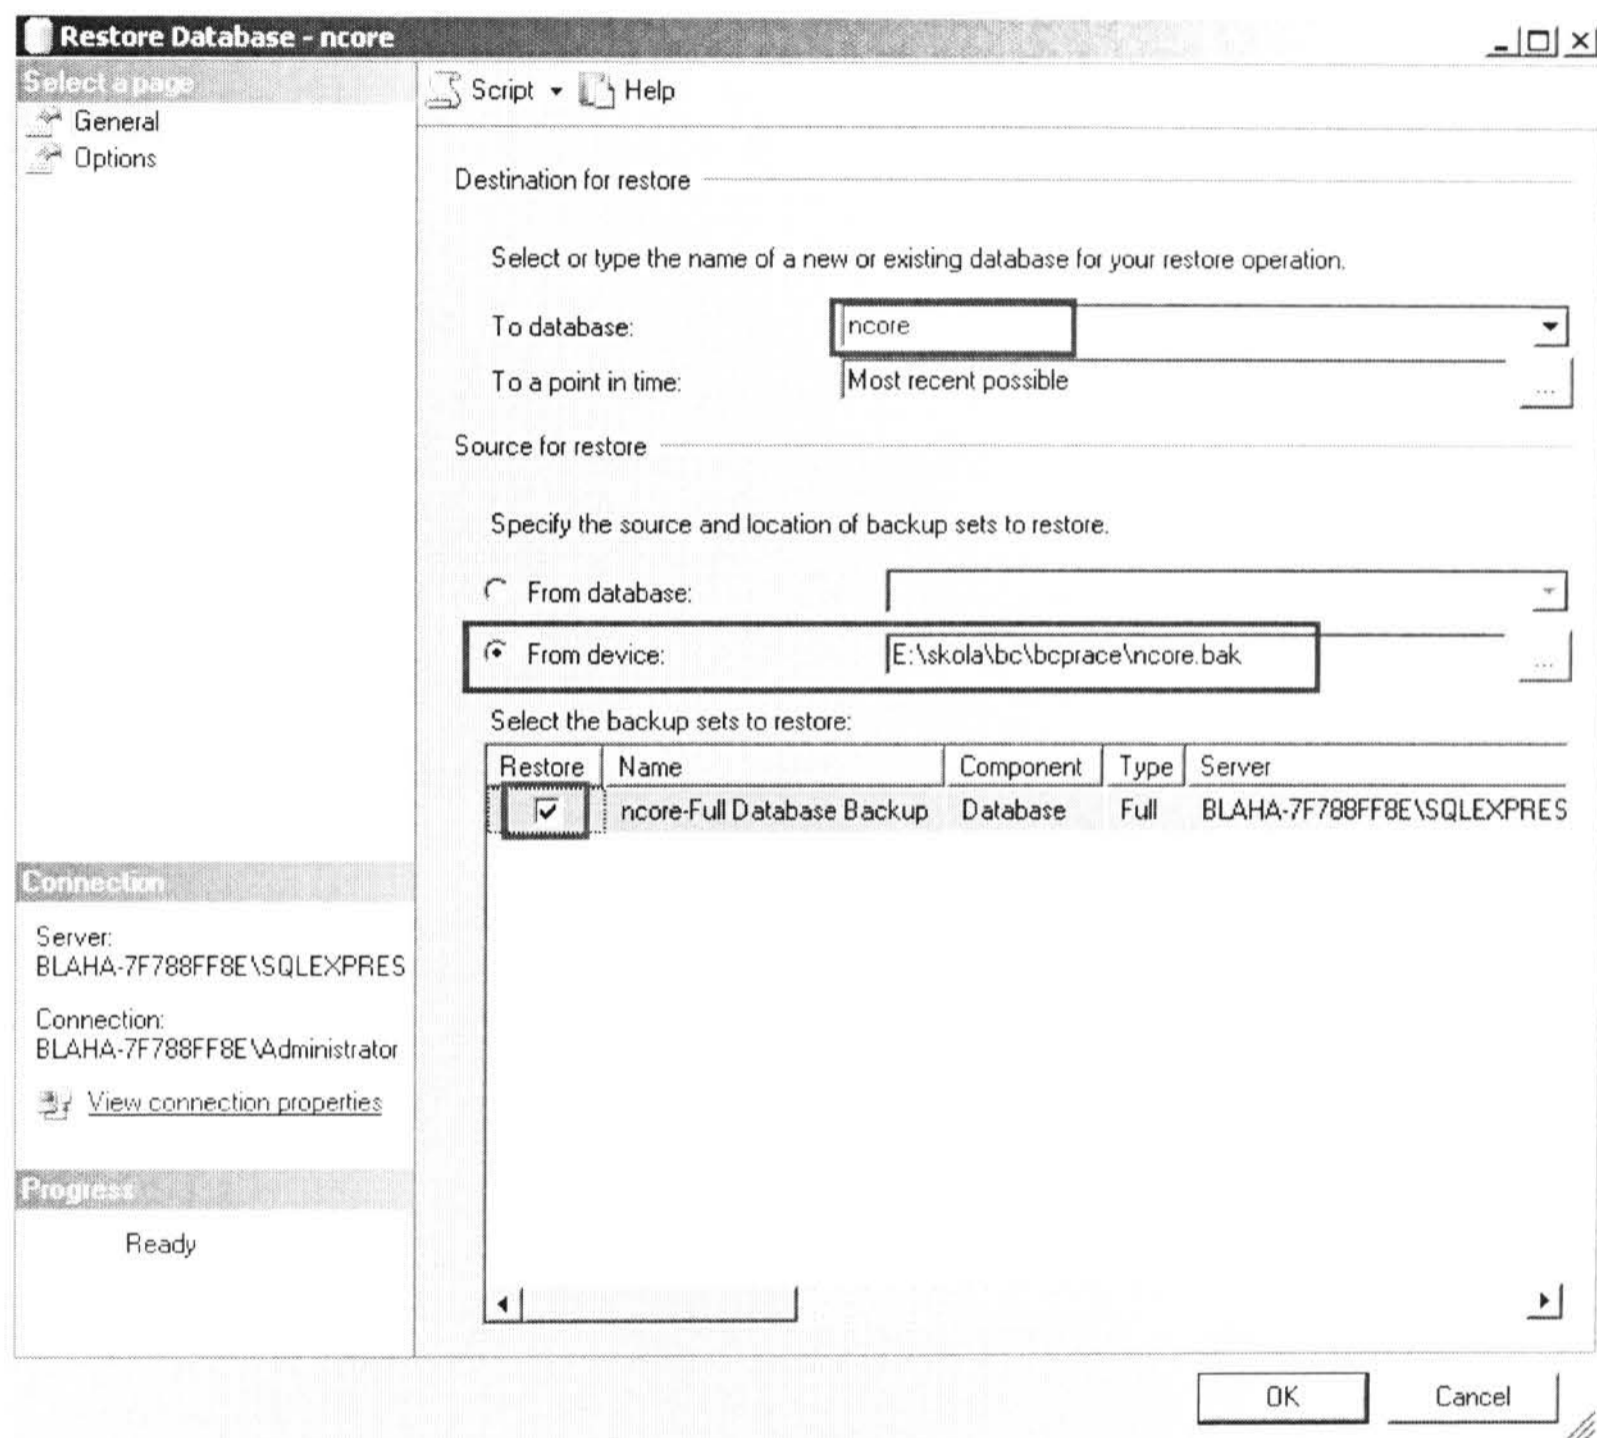 Restore Database - ncore
Select a page
General
Options
Script
Help
Destination for restore
Select or type the name of a new or existing database for your restore operation.
To database:
ncore
To a point in time:
Most recent possible
...
Source for restore
Specify the source and location of backup sets to restore.
From database:
From device:
E:\skola\bc\bcprace\ncore.bak
...
Select the backup sets to restore:
Restore Name Component Type Server
ncore-Full Database Backup Database Full BLAHA-7F788FF8E\SQLEXPRES
Connection
Server:
BLAHA-7F788FF8E\SQLEXPRES
Connection:
BLAHA-7F788FF8E\Administrator
View connection properties
Progress
Ready
OK
Cancel